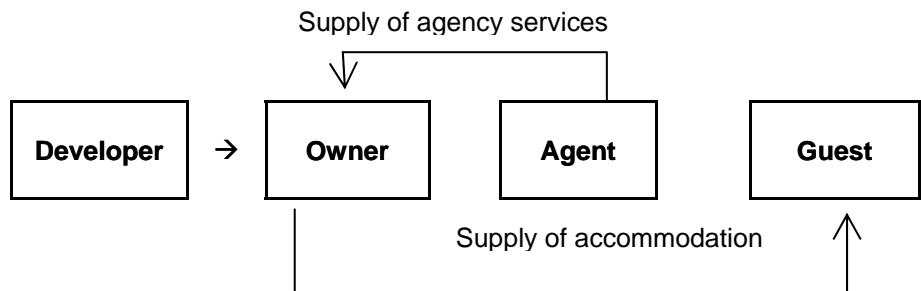 Supply of agency services
Developer → Owner Agent Guest
Supply of accommodation